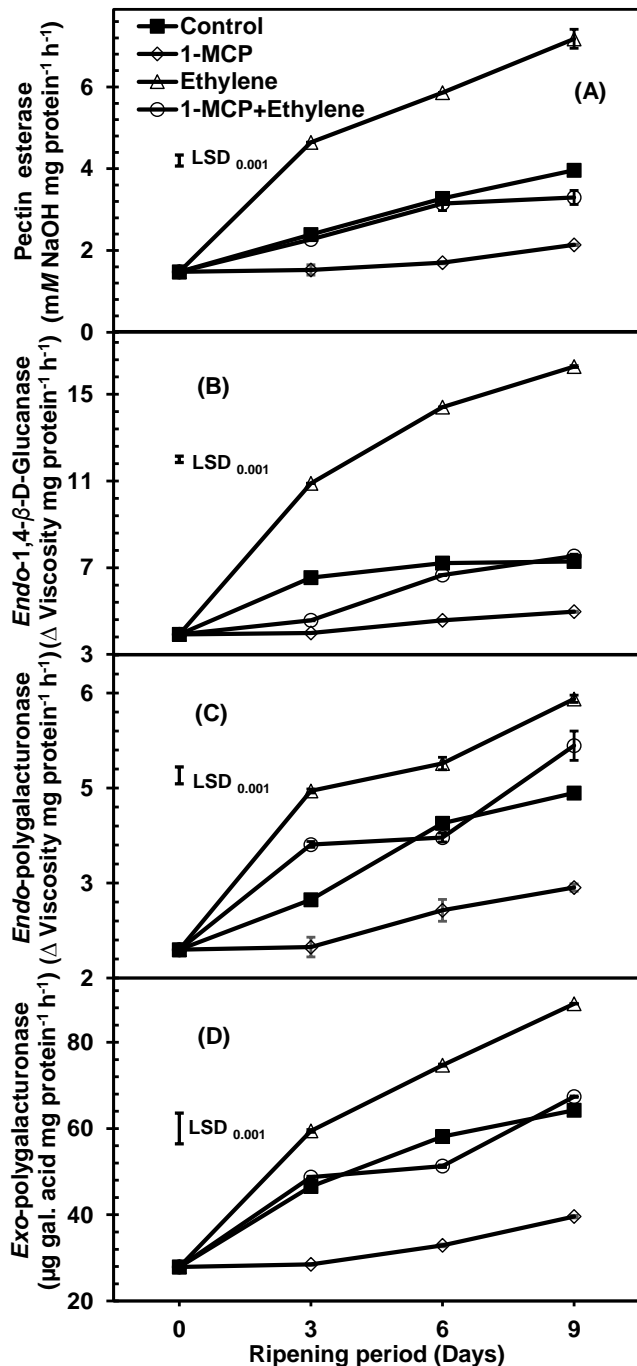 Control
1-MCP
Ethylene
1-MCP+Ethylene
(A)
LSD 0.001
Pectin esterase
(mM NaOH mg protein-1 h-1)
6
4
2
0
(B)
LSD 0.001
Endo-1,4-β-D-Glucanase
(Δ Viscosity mg protein-1 h-1)
15
11
7
3
(C)
LSD 0.001
Endo-polygalacturonase
(Δ Viscosity mg protein-1 h-1)
6
5
3
2
(D)
LSD 0.001
Exo-polygalacturonase
(µg gal. acid mg protein-1 h-1)
80
60
40
20
0 3 6 9
Ripening period (Days)